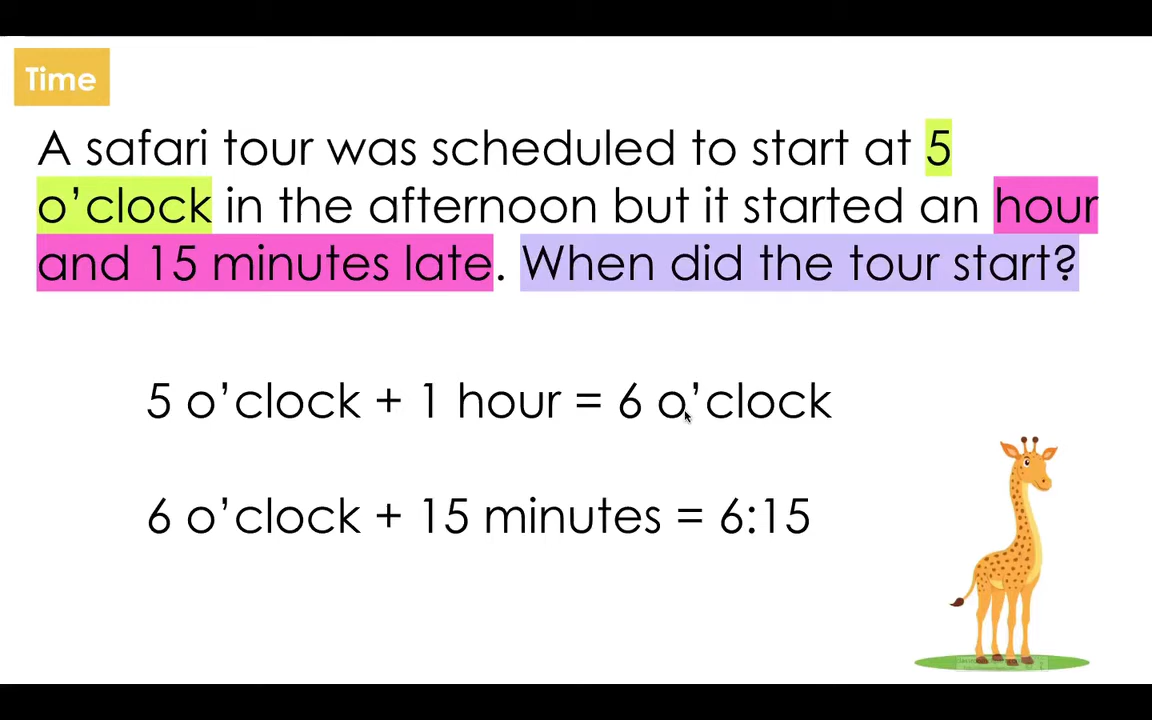 Time
A safari tour was scheduled to start at 5
o’clock in the afternoon but it started an hour
and 15 minutes late. When did the tour start?
5 o’clock + 1 hour = 6 o’clock
6 o’clock + 15 minutes = 6:15